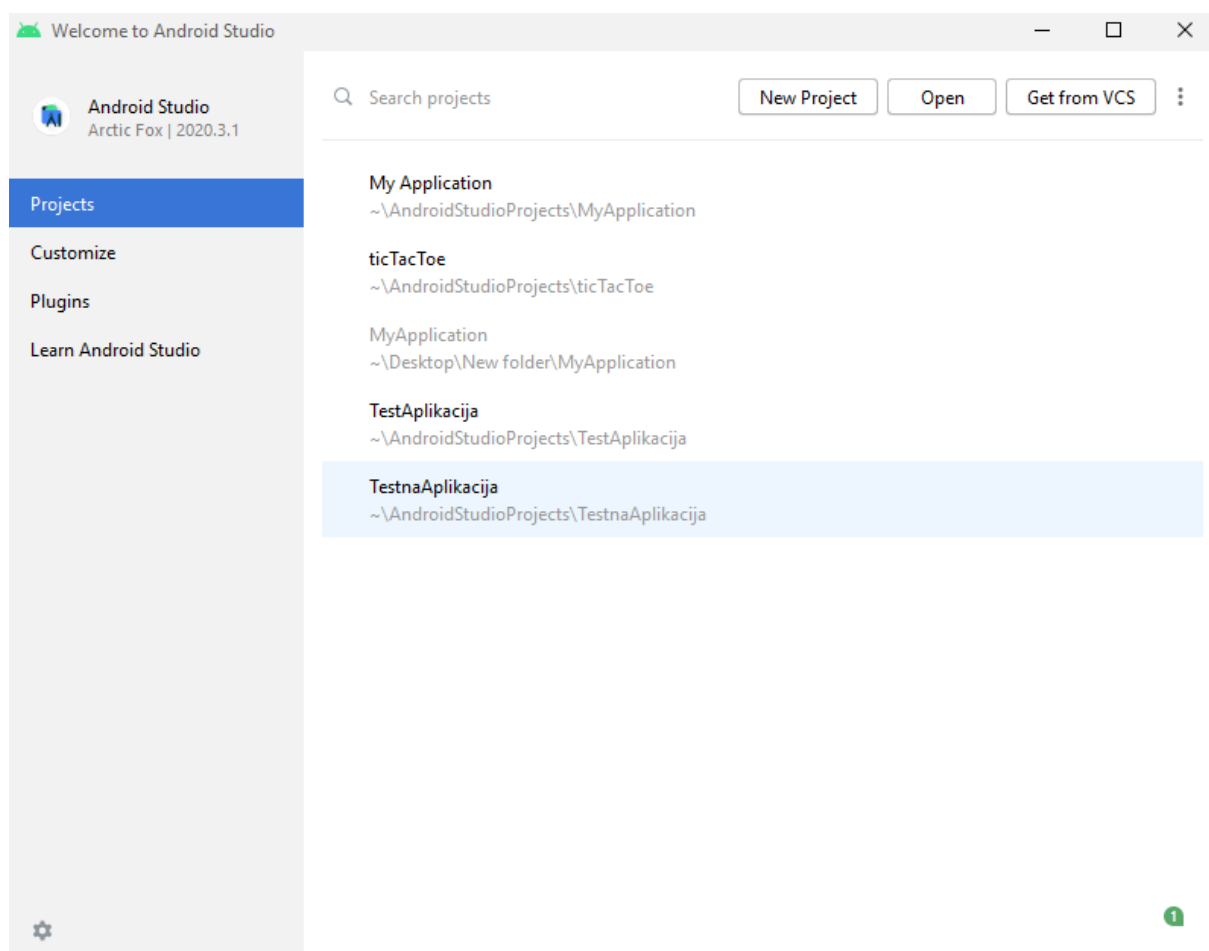 Welcome to Android Studio
Android Studio
Arctic Fox | 2020.3.1
Projects
Customize
Plugins
Learn Android Studio
Search projects
New Project
Open
Get from VCS
My Application
~\AndroidStudioProjects\MyApplication
ticTacToe
~\AndroidStudioProjects\ticTacToe
MyApplication
~\Desktop\New folder\MyApplication
TestAplikacija
~\AndroidStudioProjects\TestAplikacija
TestnaAplikacija
~\AndroidStudioProjects\TestnaAplikacija
1